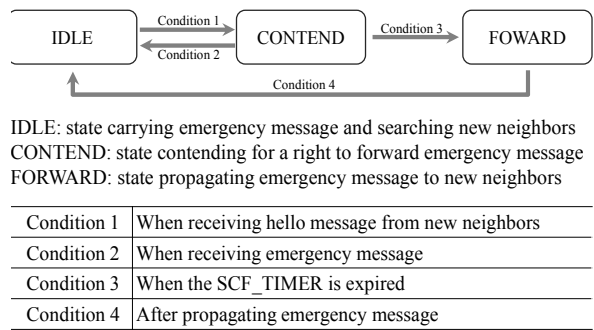 Condition 1
IDLE
CONTEND
Condition 3
FOWARD
Condition 2
Condition 4
IDLE: state carrying emergency message and searching new neighbors
CONTEND: state contending for a right to forward emergency message
FORWARD: state propagating emergency message to new neighbors
Condition 1 When receiving hello message from new neighbors
Condition 2 When receiving emergency message
Condition 3 When the SCF_TIMER is expired
Condition 4 After propagating emergency message